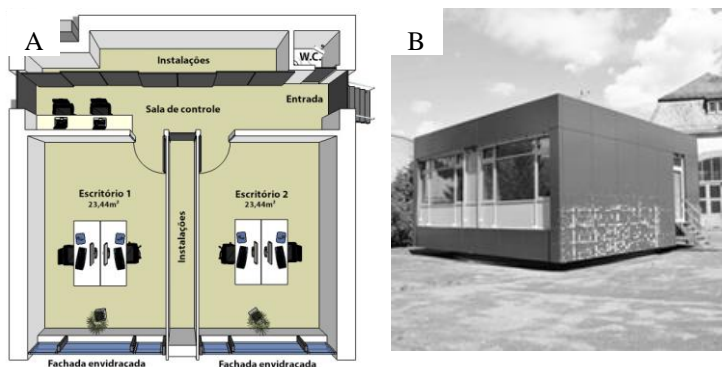 A
B
Instalações
W.C.
Sala de controle
Entrada
Escritório 1
23,44m²
Escritório 2
23,44m²
Instalações
Fachada envidraçada
Fachada envidraçada